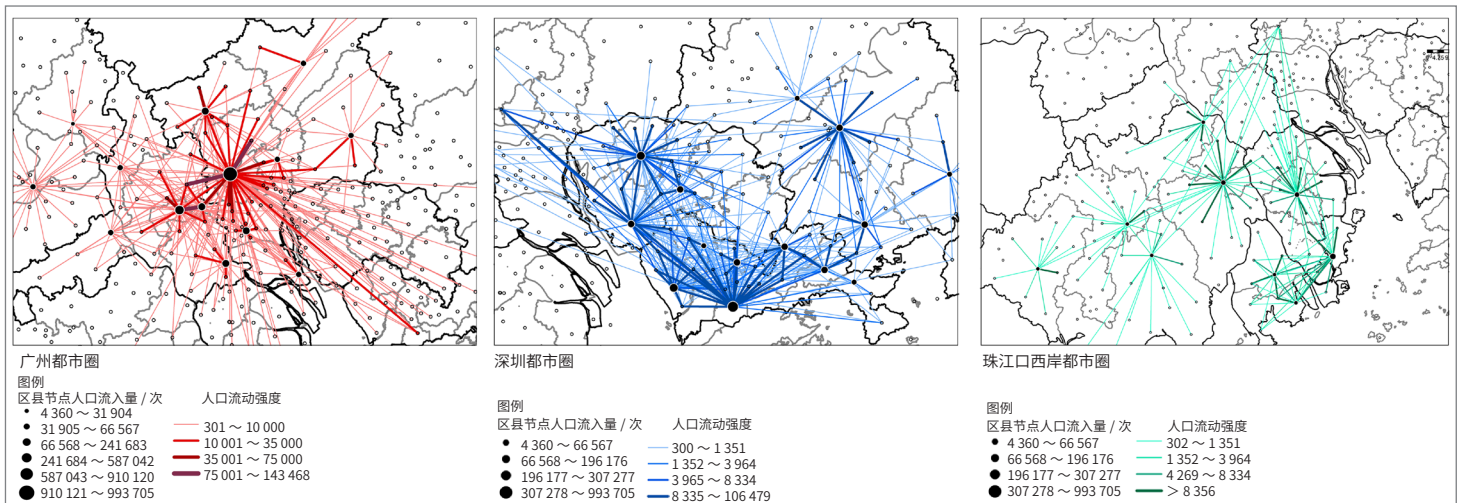 广州都市圈
图例
区县节点人口流入量 / 次
4 360 ～ 31 904
31 905 ～ 66 567
66 568 ～ 241 683
241 684 ～ 587 042
587 043 ～ 910 120
910 121 ～ 993 705
人口流动强度
301 ～ 10 000
10 001 ～ 35 000
35 001 ～ 75 000
75 001 ～ 143 468
深圳都市圈
图例
区县节点人口流入量 / 次
4 360 ～ 66 567
66 568 ～ 196 176
196 177 ～ 307 277
307 278 ～ 993 705
人口流动强度
300 ～ 1 351
1 352 ～ 3 964
3 965 ～ 8 334
8 335 ～ 106 479
珠江口西岸都市圈
图例
区县节点人口流入量 / 次
4 360 ～ 66 567
66 568 ～ 196 176
196 177 ～ 307 277
307 278 ～ 993 705
人口流动强度
302 ～ 1 351
1 352 ～ 3 964
4 269 ～ 8 334
＞ 8 356